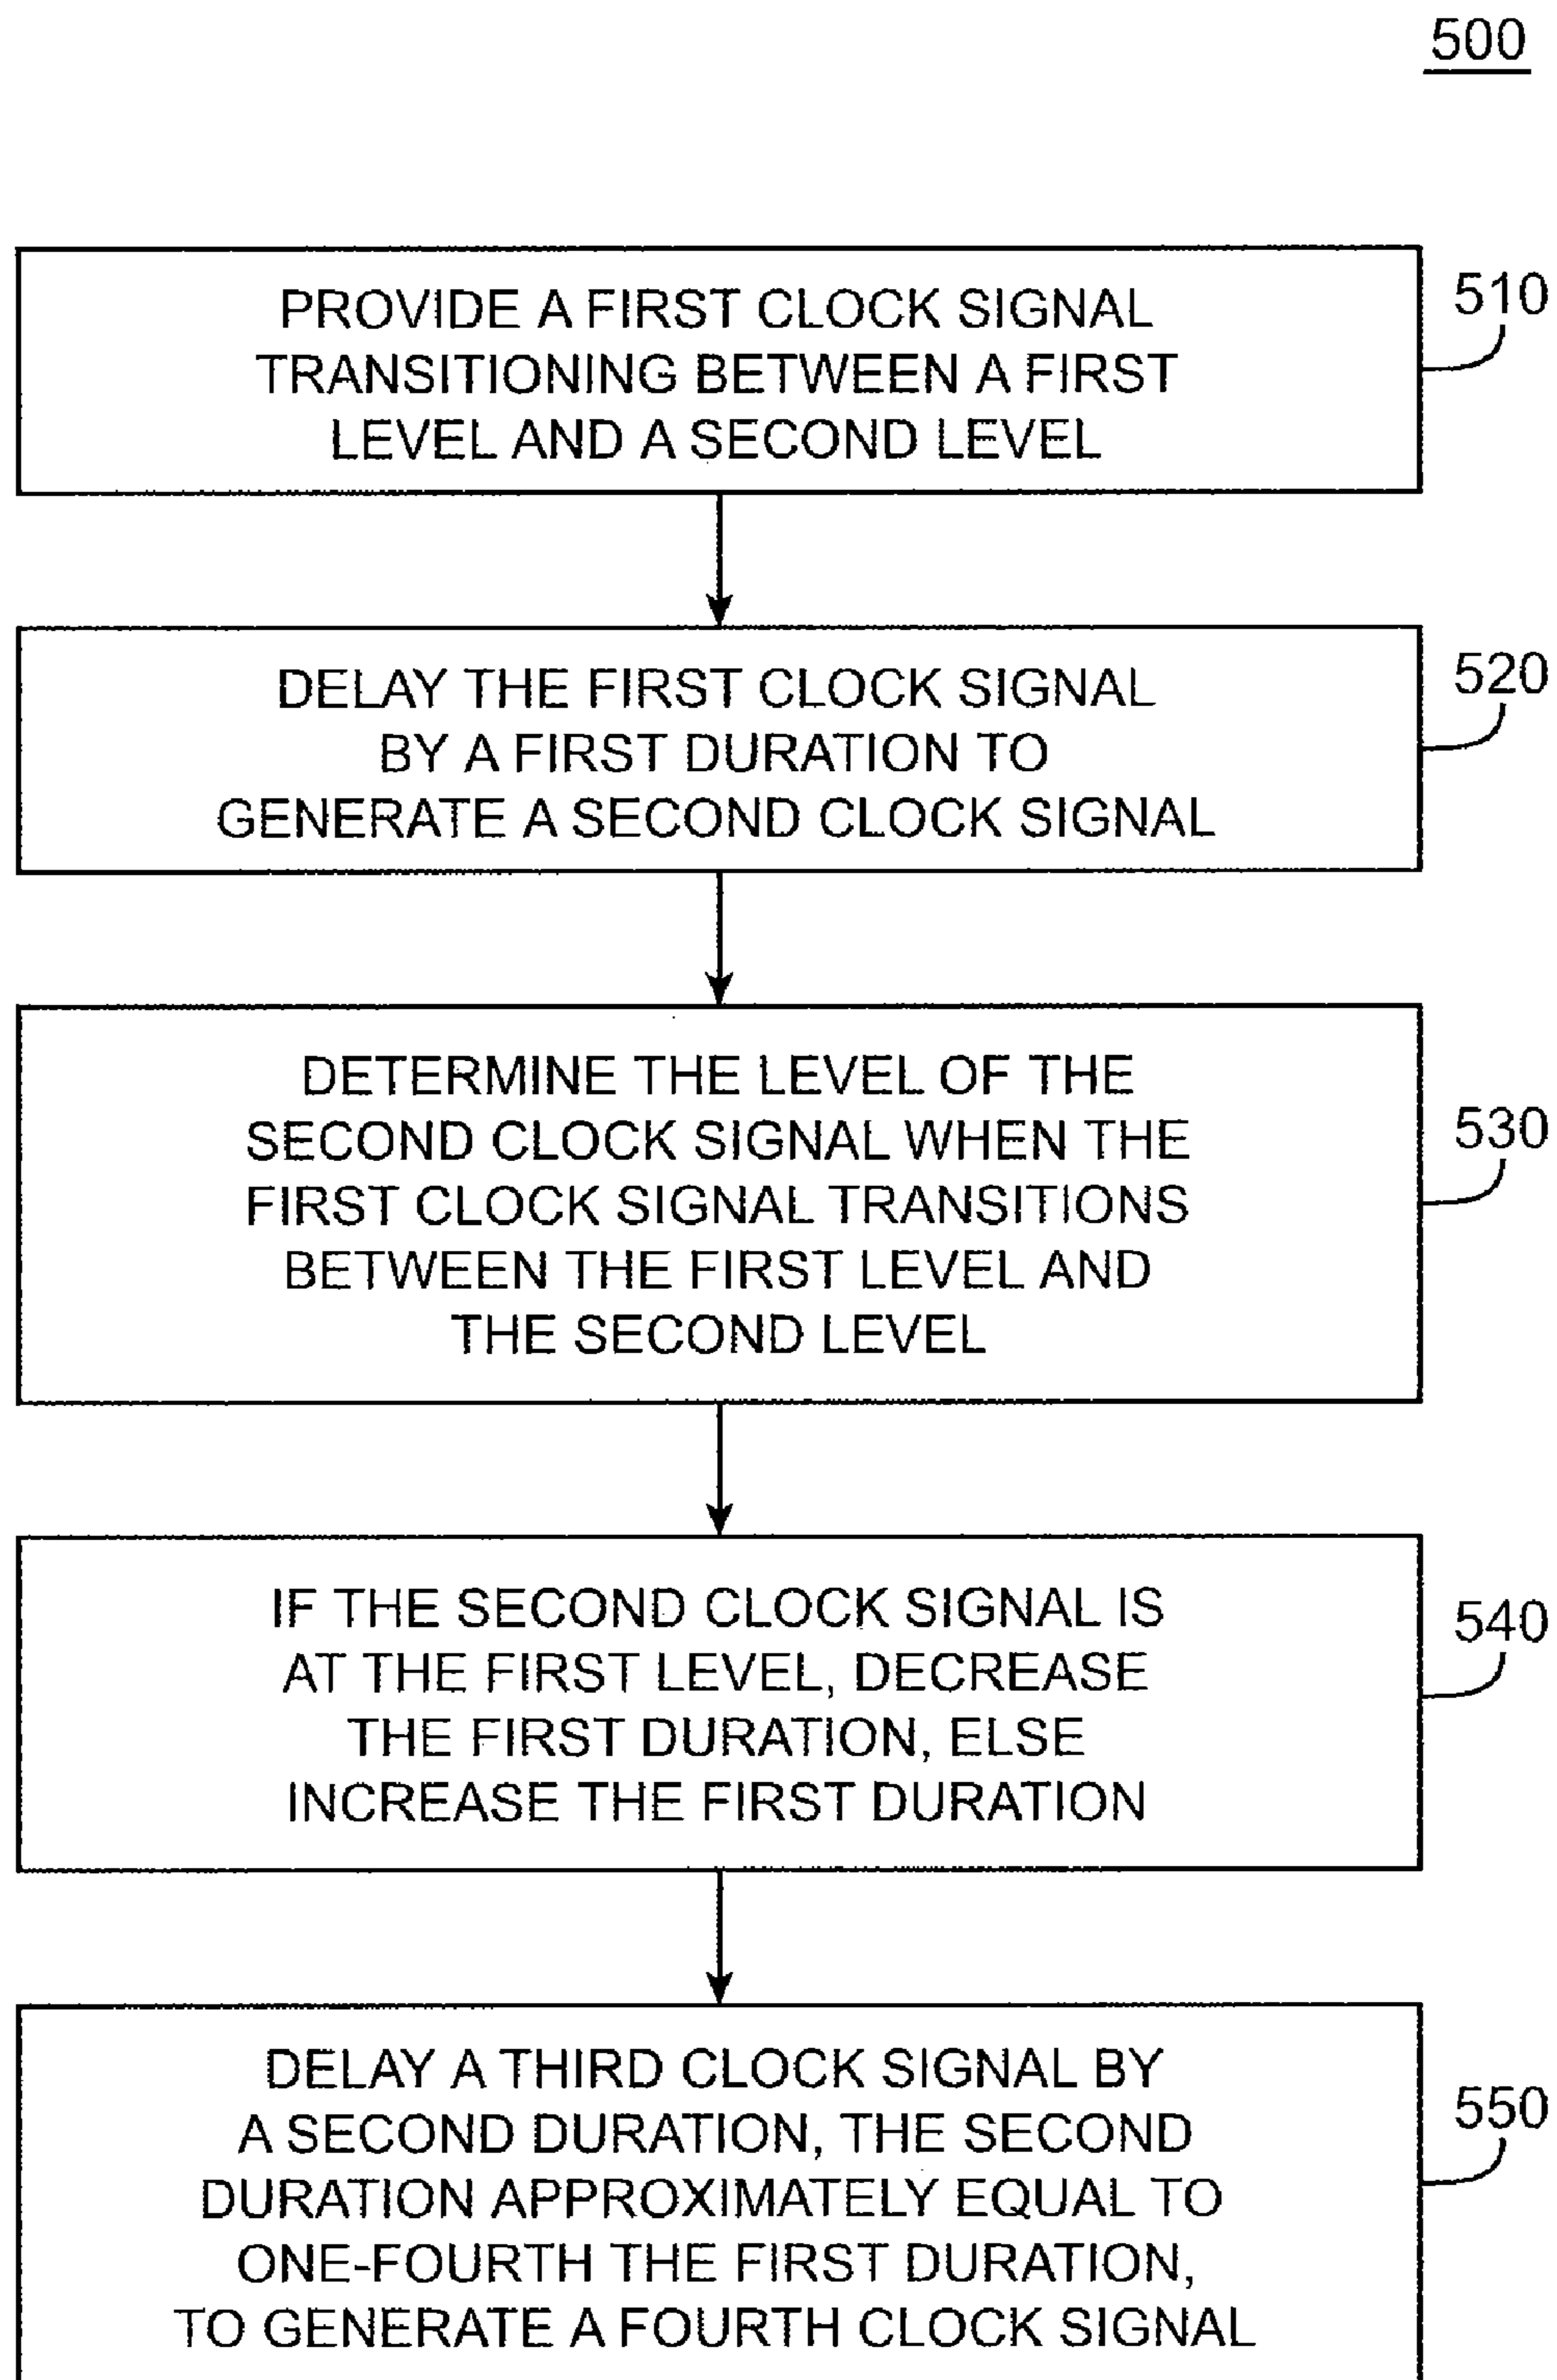 500
PROVIDE A FIRST CLOCK SIGNAL
TRANSITIONING BETWEEN A FIRST
LEVEL AND A SECOND LEVEL
510
DELAY THE FIRST CLOCK SIGNAL
BY A FIRST DURATION TO
GENERATE A SECOND CLOCK SIGNAL
520
DETERMINE THE LEVEL OF THE
SECOND CLOCK SIGNAL WHEN THE
FIRST CLOCK SIGNAL TRANSITIONS
BETWEEN THE FIRST LEVEL AND
THE SECOND LEVEL
530
IF THE SECOND CLOCK SIGNAL IS
AT THE FIRST LEVEL, DECREASE
THE FIRST DURATION, ELSE
INCREASE THE FIRST DURATION
540
DELAY A THIRD CLOCK SIGNAL BY
A SECOND DURATION, THE SECOND
DURATION APPROXIMATELY EQUAL TO
ONE-FOURTH THE FIRST DURATION,
TO GENERATE A FOURTH CLOCK SIGNAL
550